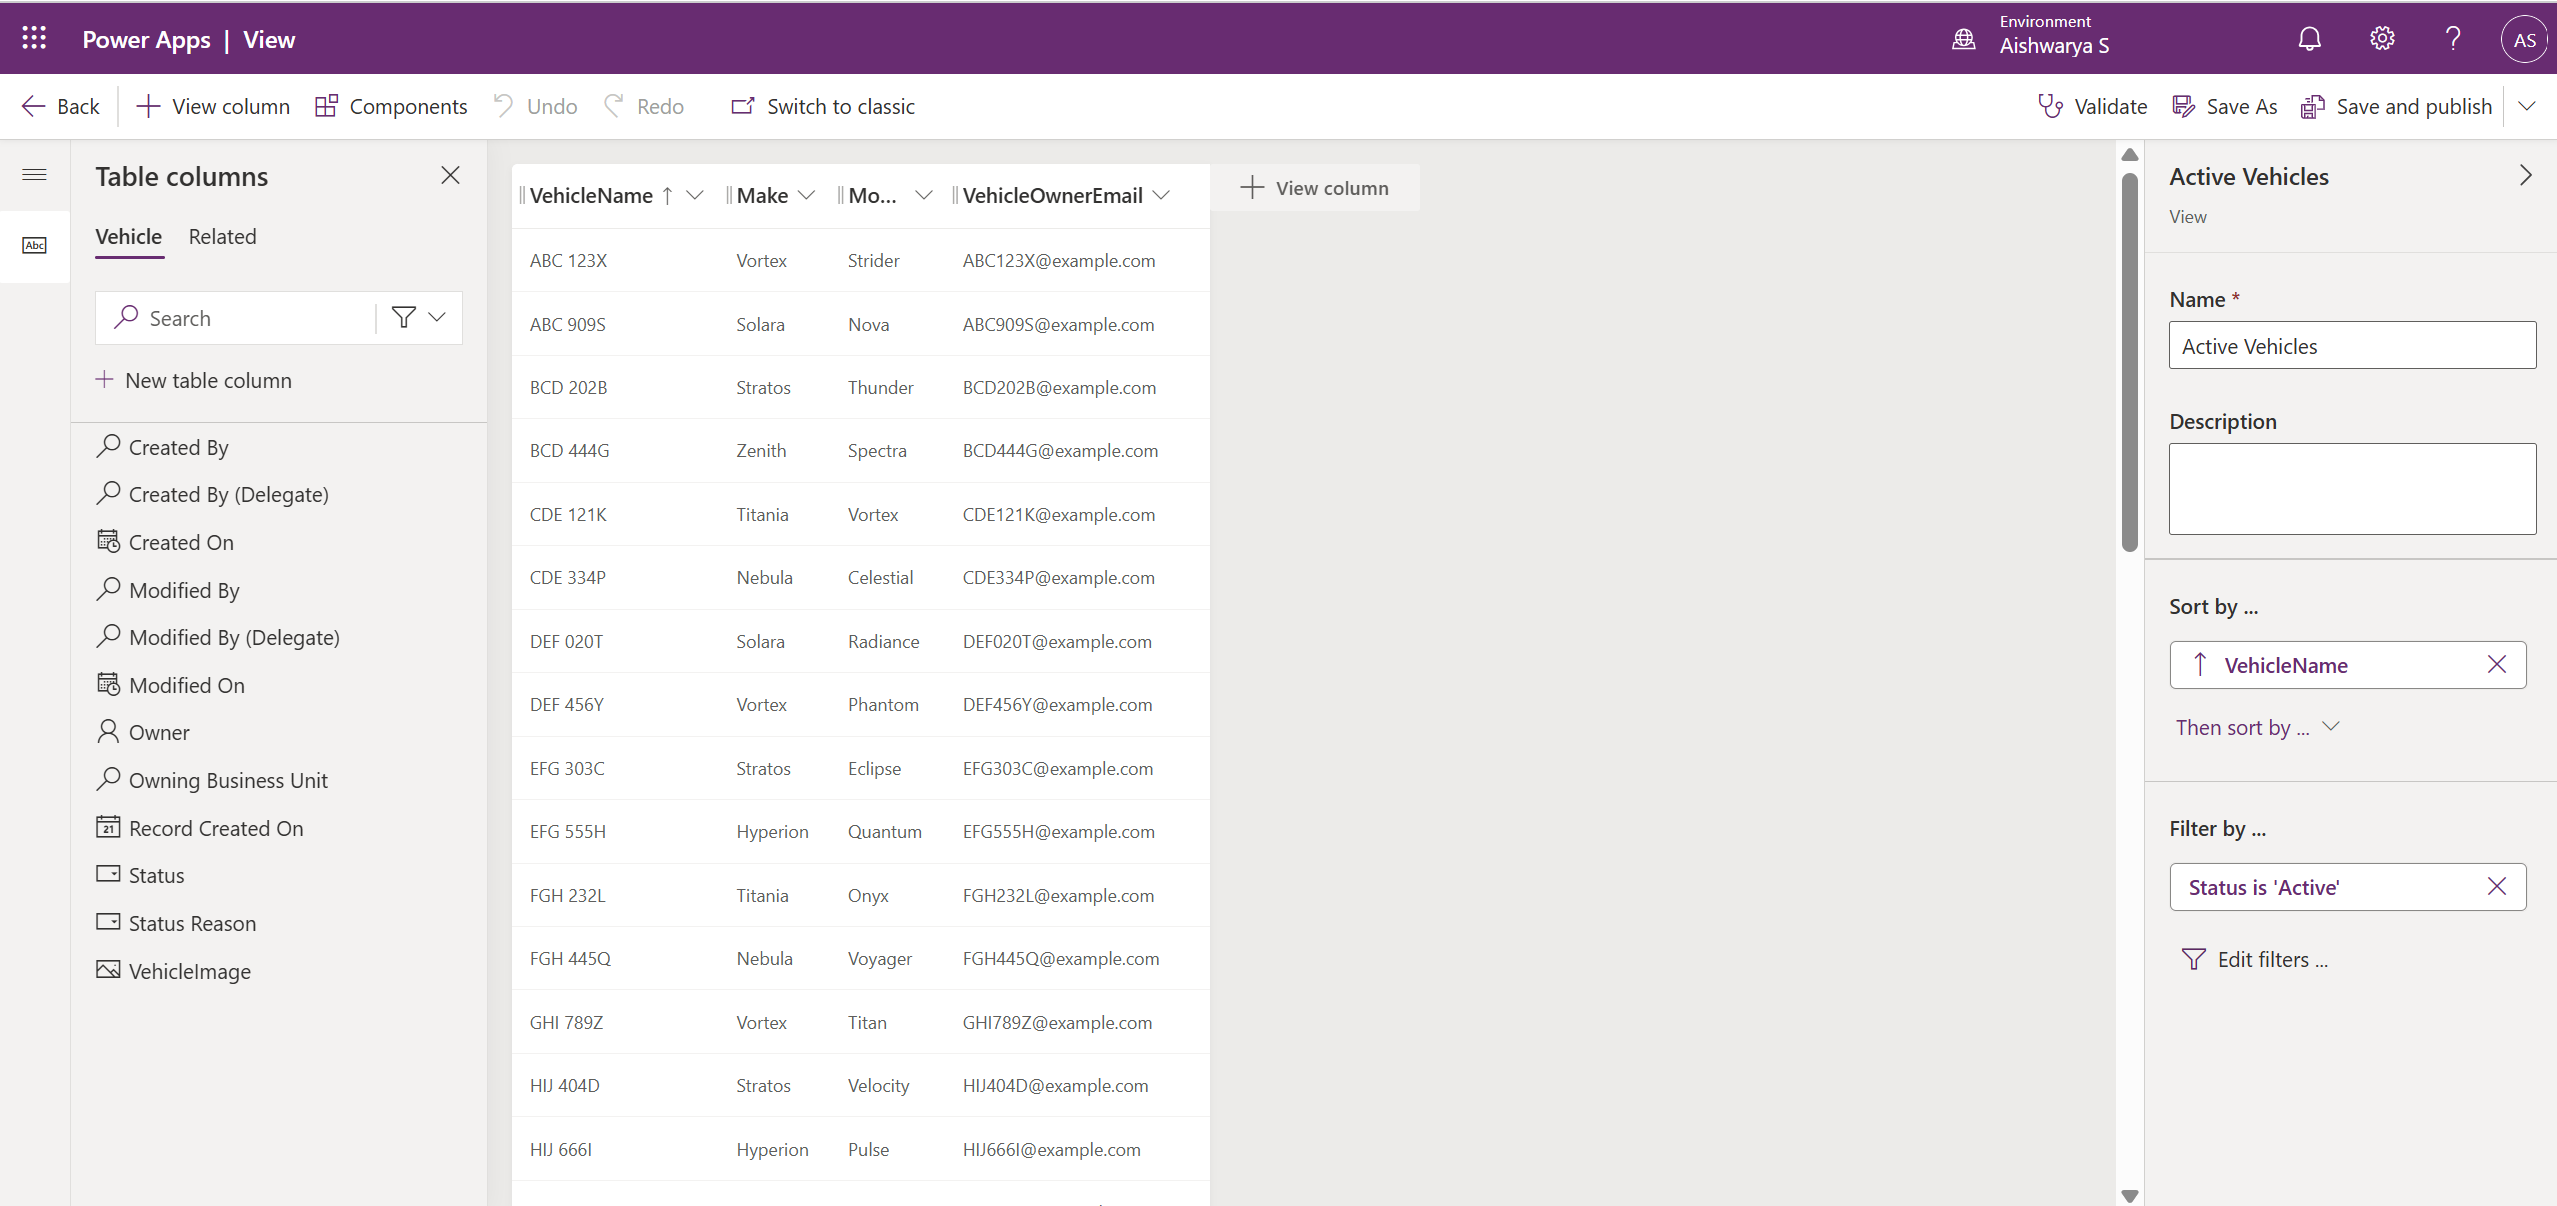 Power Apps | View
Environment
Aishwarya S
AS
Back
View column
Components
Undo
Redo
Switch to classic
Validate
Save As
Save and publish
Abc
Table columns
Vehicle
Related
Search
New table column
Created By
Created By (Delegate)
Created On
Modified By
Modified By (Delegate)
Modified On
Owner
Owning Business Unit
21
Record Created On
Status
Status Reason
VehicleImage
VehicleName Make Mo... VehicleOwnerEmail
View column
ABC 123X Vortex Strider ABC123X@example.com
ABC 909S Solara Nova ABC909S@example.com
BCD 202B Stratos Thunder BCD202B@example.com
BCD 444G Zenith Spectra BCD444G@example.com
CDE 121K Titania Vortex CDE121K@example.com
CDE 334P Nebula Celestial CDE334P@example.com
DEF 020T Solara Radiance DEF020T@example.com
DEF 456Y Vortex Phantom DEF456Y@example.com
EFG 303C Stratos Eclipse EFG303C@example.com
EFG 555H Hyperion Quantum EFG555H@example.com
FGH 232L Titania Onyx FGH232L@example.com
FGH 445Q Nebula Voyager FGH445Q@example.com
GHI 789Z Vortex Titan GHI789Z@example.com
HIJ 404D Stratos Velocity HIJ404D@example.com
HIJ 666I Hyperion Pulse HIJ666I@example.com
Active Vehicles
View
Name *
Active Vehicles
Description
Sort by ...
VehicleName
Then sort by ...
Filter by ...
Status is 'Active'
Edit filters ...